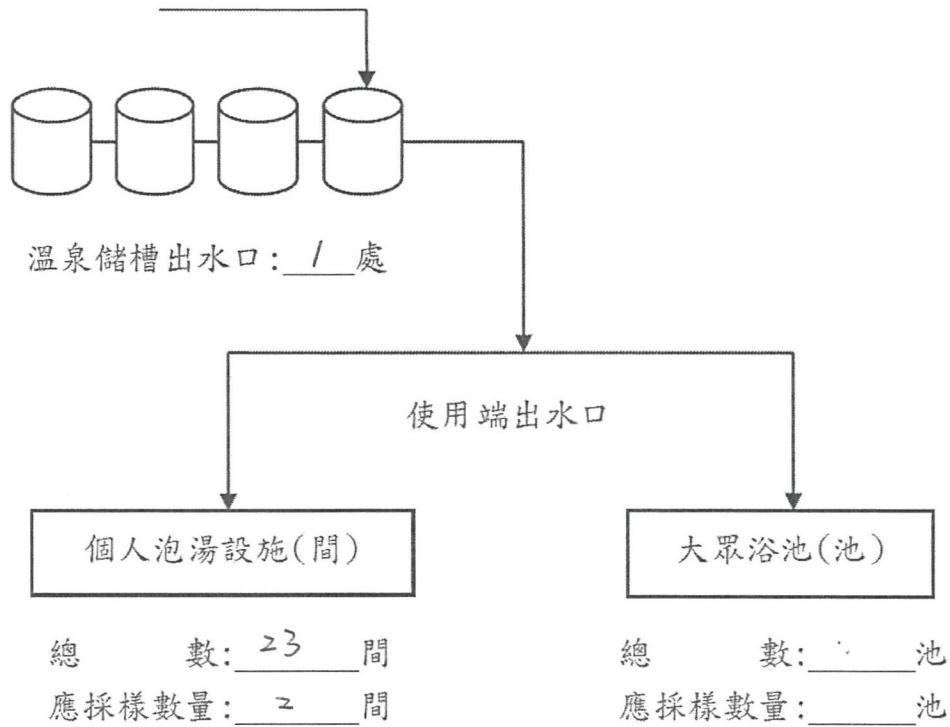 溫泉儲槽出水口:1處
使用端出水口
個人泡湯設施(間)
大眾浴池(池)
總數:23間
應採樣數量:2間
總數:池
應採樣數量:池